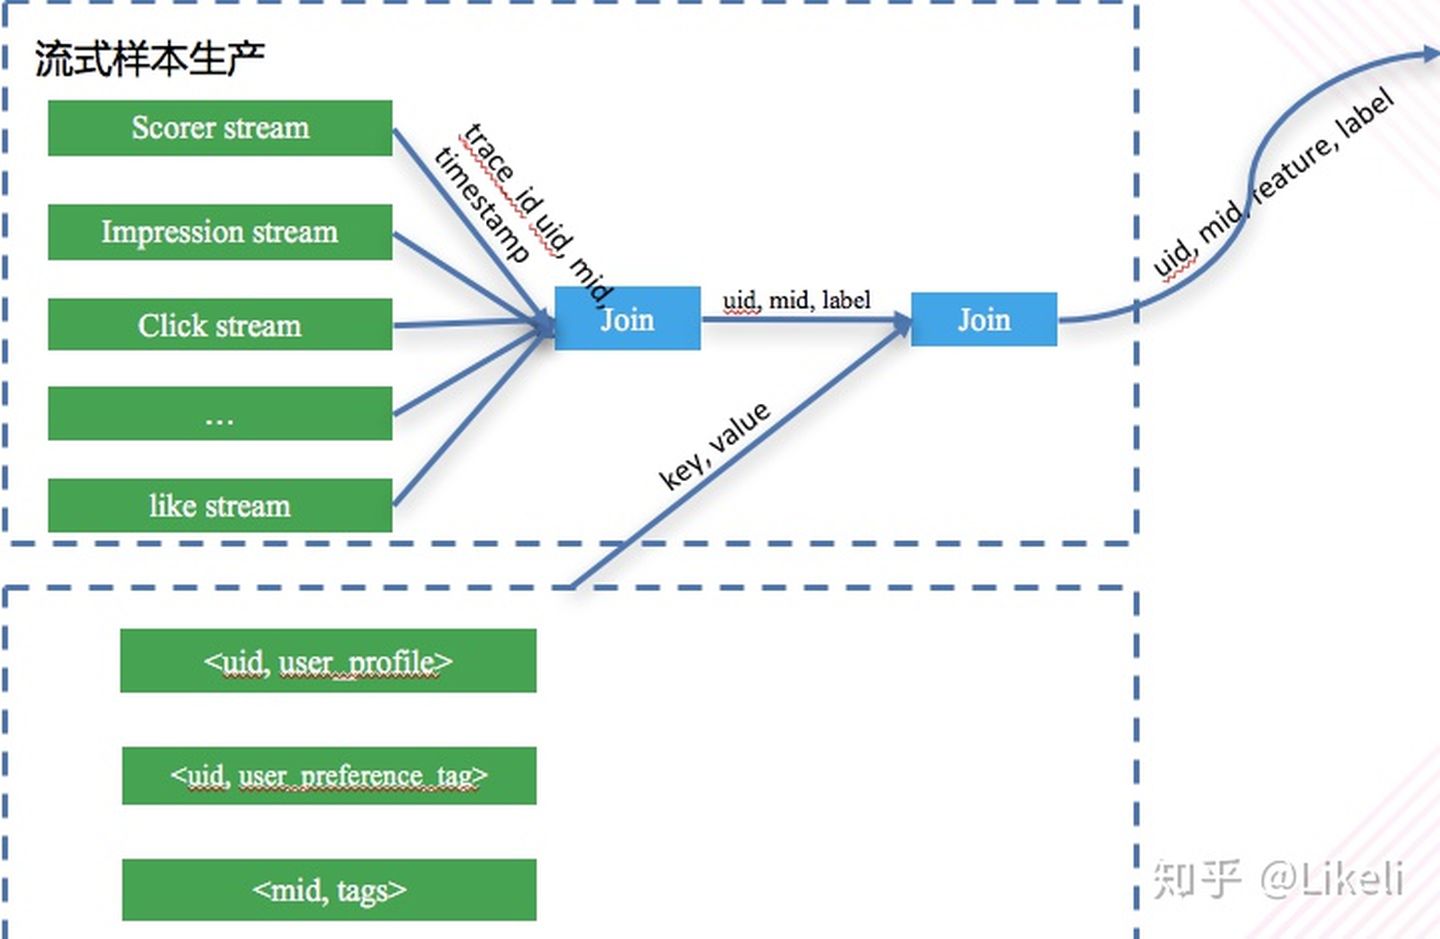 流式样本生产
Scorer stream
trace_id uid, mid,
timestamp
Impression stream
Click stream
...
like stream
Join
uid, mid, label
Join
uid, mid, feature, label
key, value
<uid, user_profile>
<uid, user_preference_tag>
<mid, tags>
知乎 @Likeli